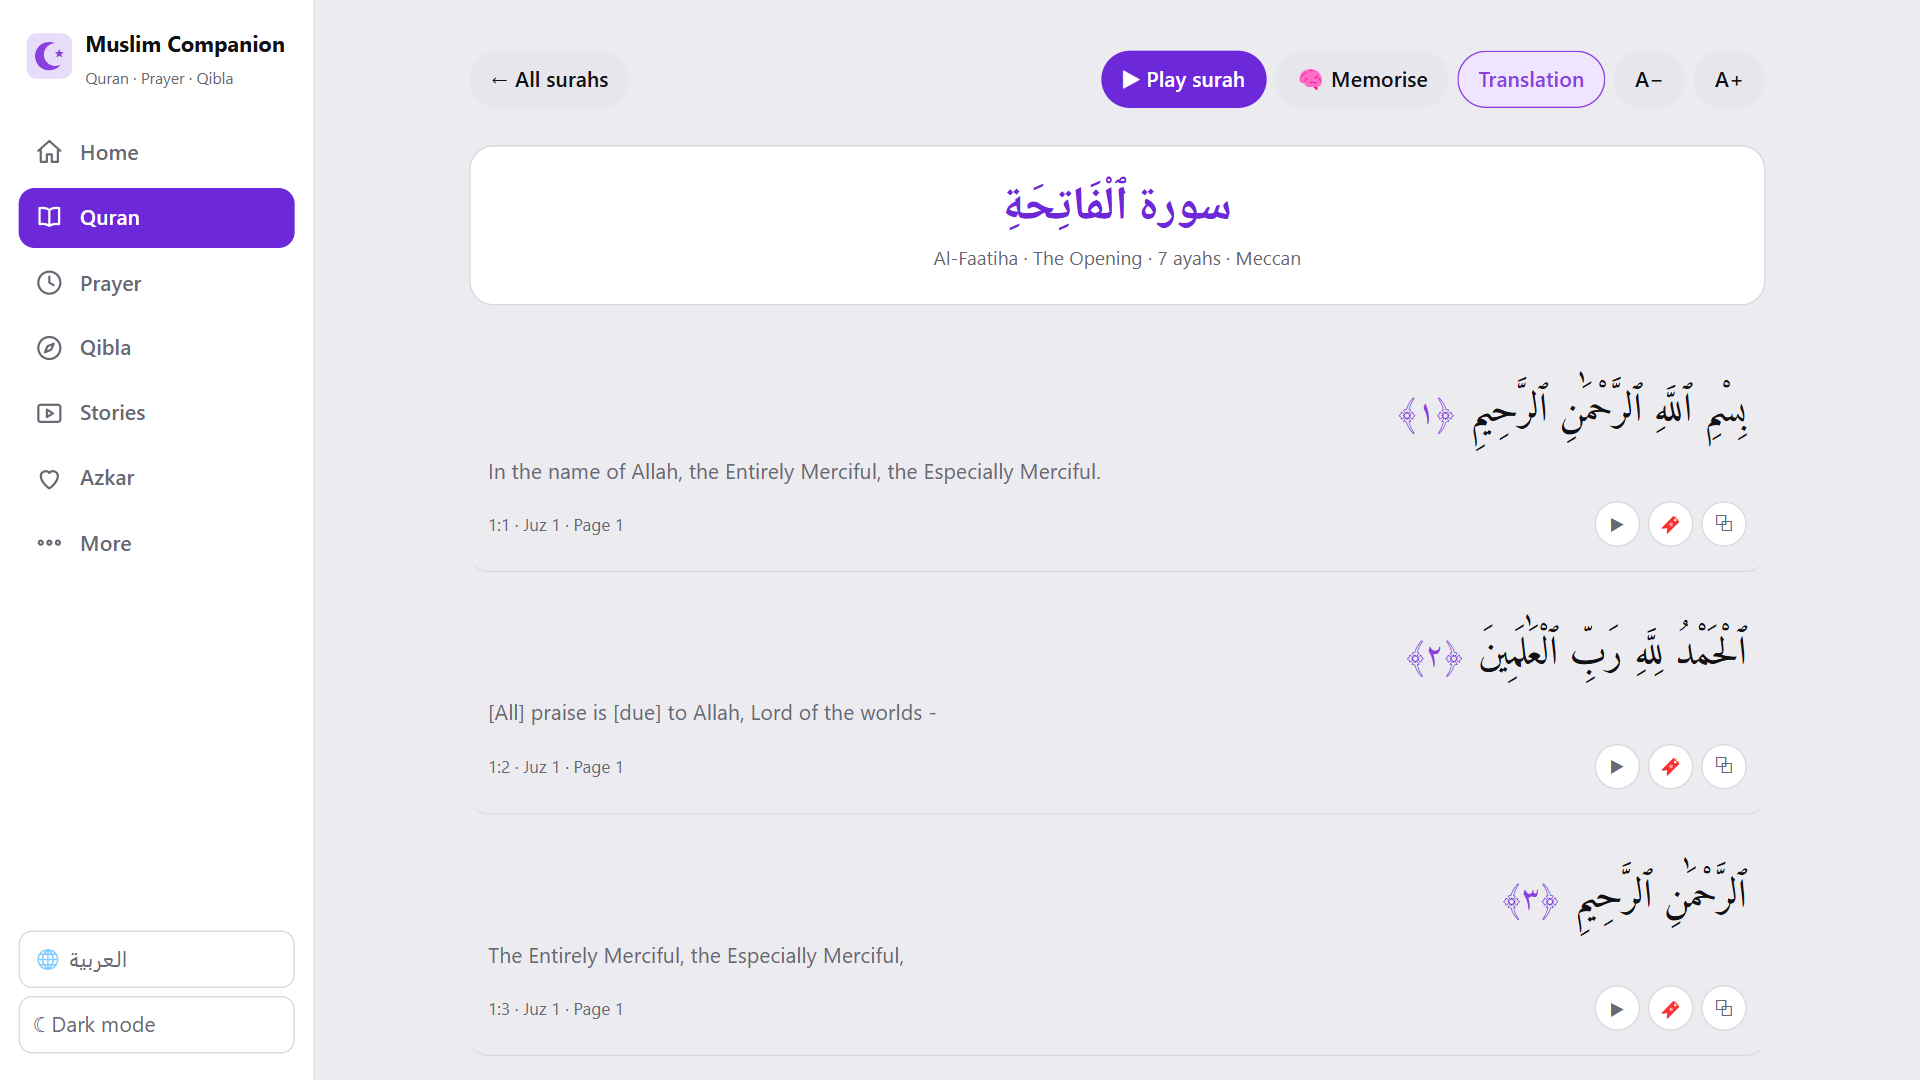 Muslim Companion
Quran · Prayer · Qibla
Home
Quran
Prayer
Qibla
Stories
Azkar
More
العربية
Dark mode
← All surahs
▶ Play surah
Memorise
Translation
A−
A+
سورة ٱلْفَاتِحَةِ
Al-Faatiha · The Opening · 7 ayahs · Meccan
بِسْمِ ٱللَّهِ ٱلرَّحْمَٰنِ ٱلرَّحِيمِ ﴿١﴾
In the name of Allah, the Entirely Merciful, the Especially Merciful.
1:1 · Juz 1 · Page 1
ٱلْحَمْدُ لِلَّهِ رَبِّ ٱلْعَٰلَمِينَ ﴿٢﴾
[All] praise is [due] to Allah, Lord of the worlds -
1:2 · Juz 1 · Page 1
ٱلرَّحْمَٰنِ ٱلرَّحِيمِ ﴿٣﴾
The Entirely Merciful, the Especially Merciful,
1:3 · Juz 1 · Page 1